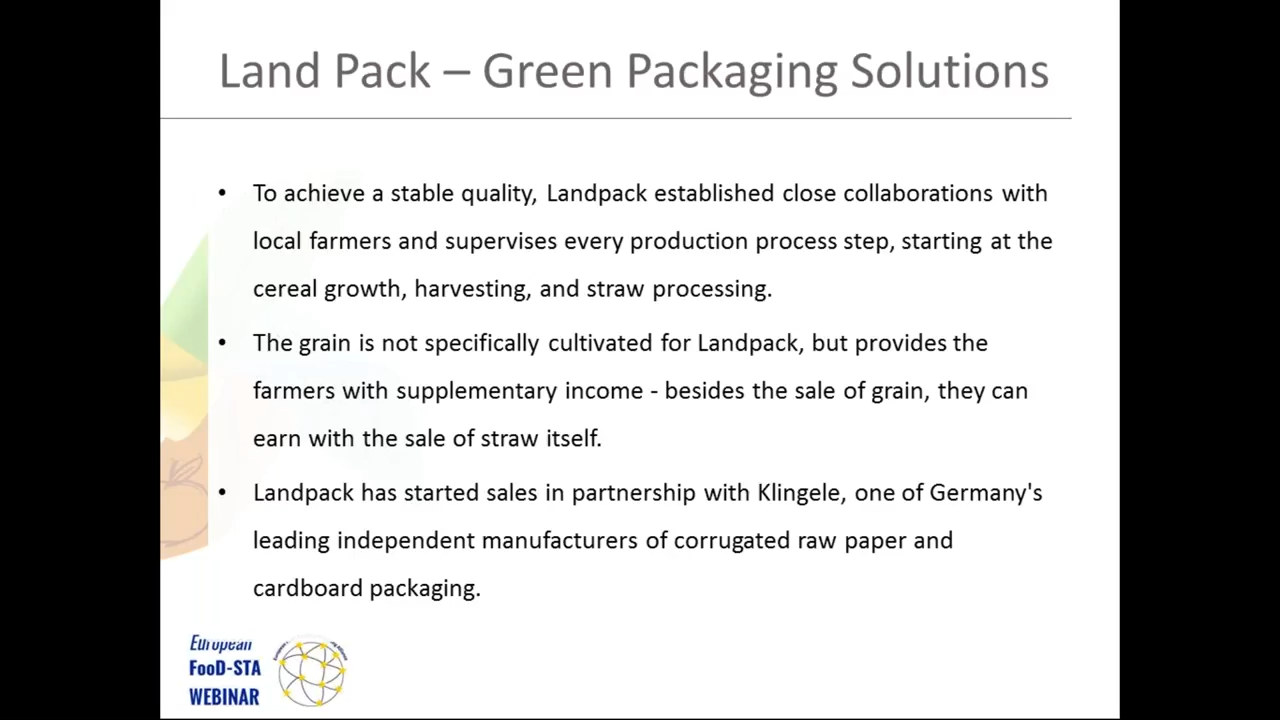 Land Pack – Green Packaging Solutions
• To achieve a stable quality, Landpack established close collaborations with
local farmers and supervises every production process step, starting at the
cereal growth, harvesting, and straw processing.
• The grain is not specifically cultivated for Landpack, but provides the
farmers with supplementary income - besides the sale of grain, they can
earn with the sale of straw itself.
• Landpack has started sales in partnership with Klingele, one of Germany's
leading independent manufacturers of corrugated raw paper and
cardboard packaging.
European
FooD-STA
WEBINAR